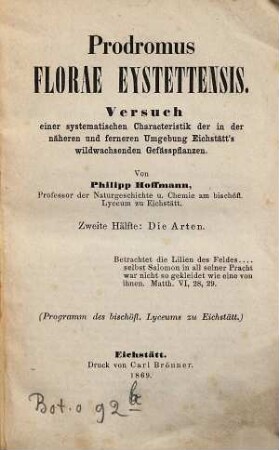 Prodromus
FLORAE EYSTETTENSIS.
Versuch
einer systematischen Characteristik der in der
näheren und ferneren Umgebung Eichstätt's
wildwachsenden Gefässpflanzen.
Von
Philipp Hoffmann,
Professor der Naturgeschichte u. Chemie am bischöfl.
Lyceum zu Eichstätt.
Zweite Hälfte: Die Arten.
Betrachtet die Lilien des Feldes....
selbst Salomon in all seiner Pracht
war nicht so gekleidet wie eine von
ihnen. Math. VI, 28, 29.
(Programm des bischöfl. Lyceums zu Eichstätt.)
Eichstätt.
Druck von Carl Brönner.
1869.
Bot. o 92